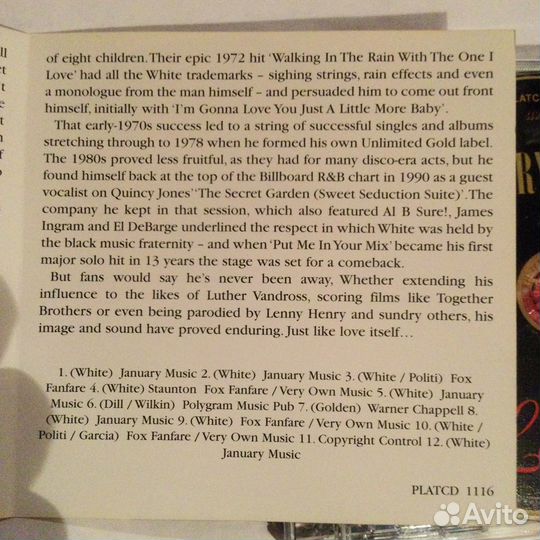 of eight children. Their epic 1972 hit 'Walking In The Rain With The One I
Love' had all the White trademarks – sighing strings, rain effects and even
a monologue from the man himself – and persuaded him to come out front
himself, initially with 'I'm Gonna Love You Just A Little More Baby'.
That early-1970s success led to a string of successful singles and albums
stretching through to 1978 when he formed his own Unlimited Gold label.
The 1980s proved less fruitful, as they had for many disco-era acts, but he
found himself back at the top of the Billboard R&B chart in 1990 as a guest
vocalist on Quincy Jones' 'The Secret Garden (Sweet Seduction Suite)'. The
company he kept in that session, which also featured Al B Sure!, James
Ingram and El DeBarge underlined the respect in which White was held by
the black music fraternity – and when 'Put Me In Your Mix' became his first
major solo hit in 13 years the stage was set for a comeback.
But fans would say he's never been away, Whether extending his
influence to the likes of Luther Vandross, scoring films like Together
Brothers or even being parodied by Lenny Henry and sundry others, his
image and sound have proved enduring. Just like love itself…
1. (White) January Music 2. (White) January Music 3. (White / Politi) Fox
Fanfare 4. (White) Staunton Fox Fanfare / Very Own Music 5. (White) January
Music 6. (Dill / Wilkin) Polygram Music Pub 7. (Golden) Warner Chappell 8.
(White) January Music 9. (White) Fox Fanfare / Very Own Music 10. (White /
Politi / Garcia) Fox Fanfare / Very Own Music 11. Copyright Control 12. (White)
January Music
PLATCD 1116
Avito